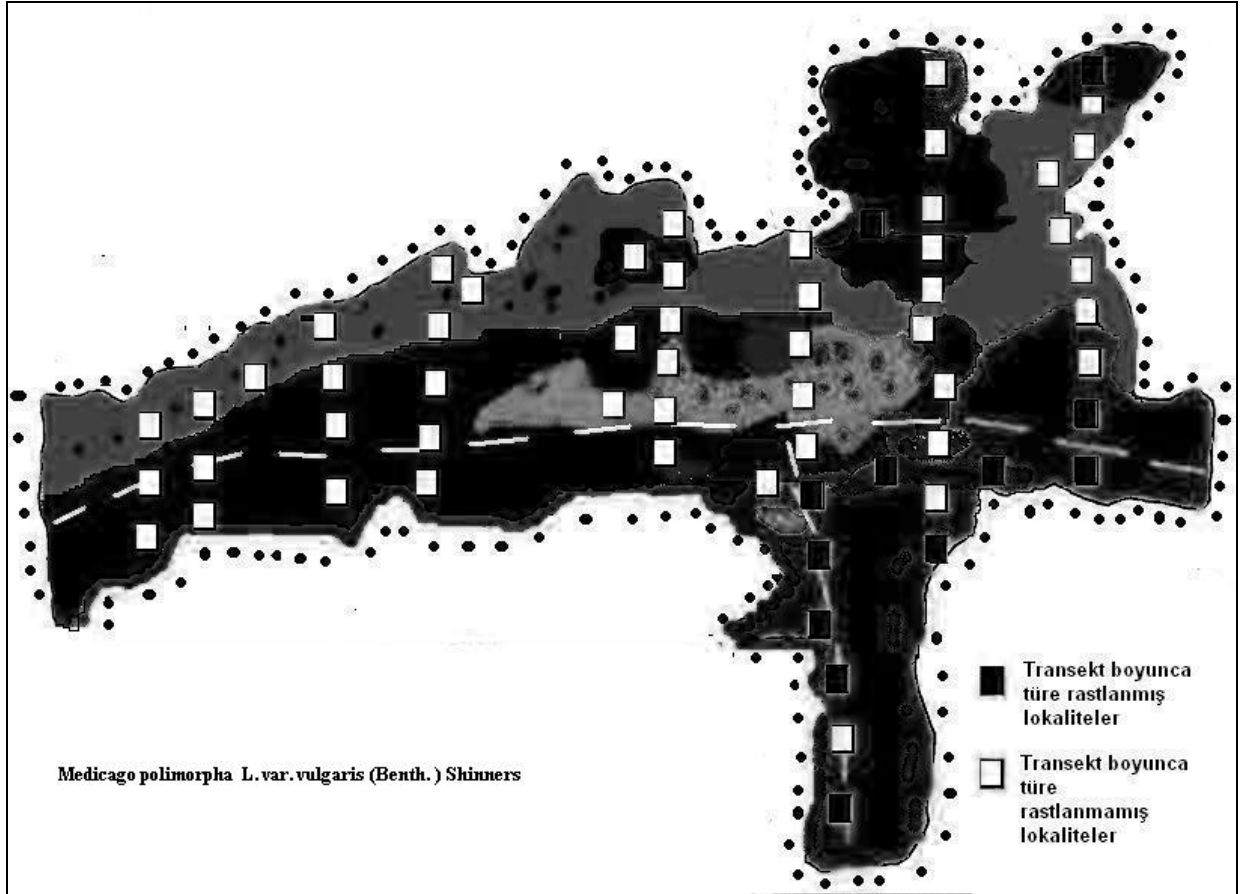 Transekt boyunca
türe rastlanmış
lokaliteler
Transekt boyunca
türe
rastlanmamış
lokaliteler
Medicago polimorpha L. var. vulgaris (Benth.) Shinners